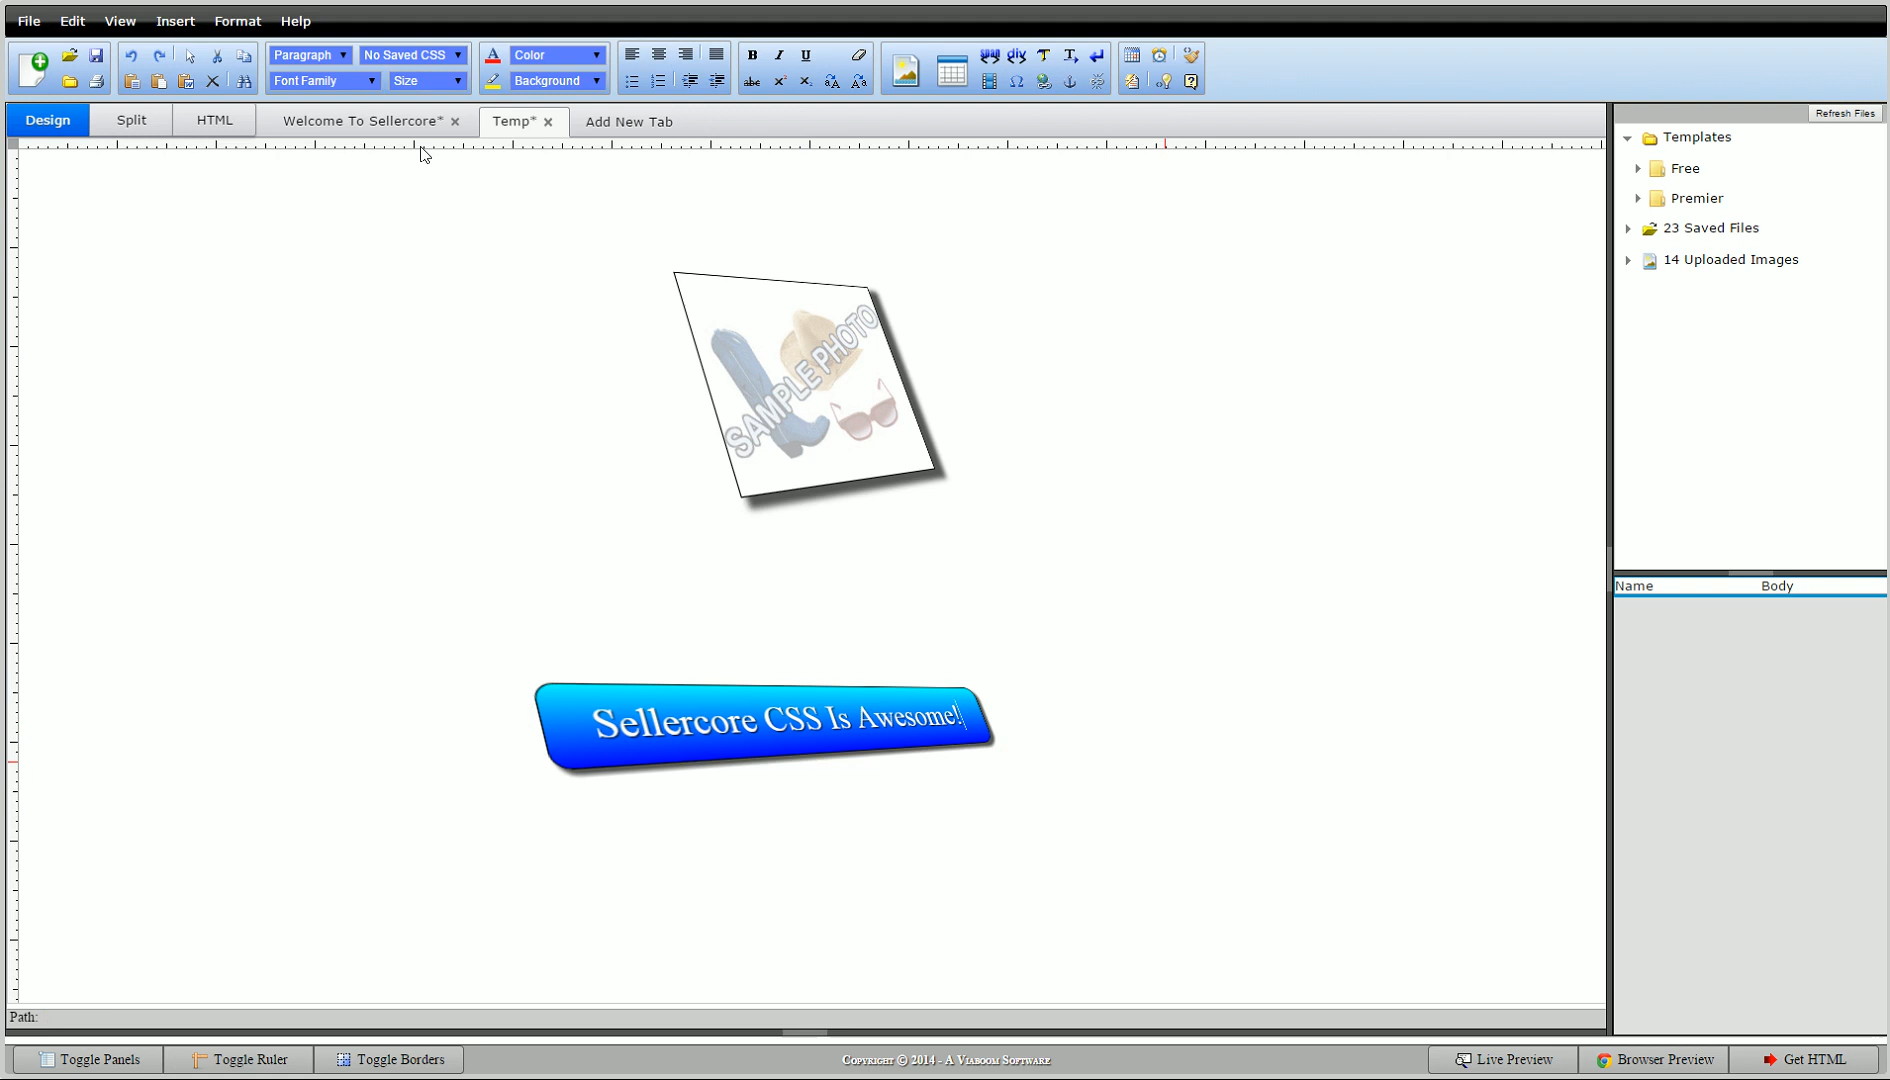 File Edit View Insert Format Help
Paragraph No Saved CSS Color
Font Family Size Background
Design Split HTML Welcome To Sellercore* Temp* Add New Tab
Refresh Files
Templates
Free
Premier
23 Saved Files
14 Uploaded Images
SAMPLE PHOTO
Name Body
Sellercore CSS Is Awesome!
Path:
Toggle Panels Toggle Ruler Toggle Borders Copyright © 2014 - A Viaboom Software Live Preview Browser Preview Get HTML